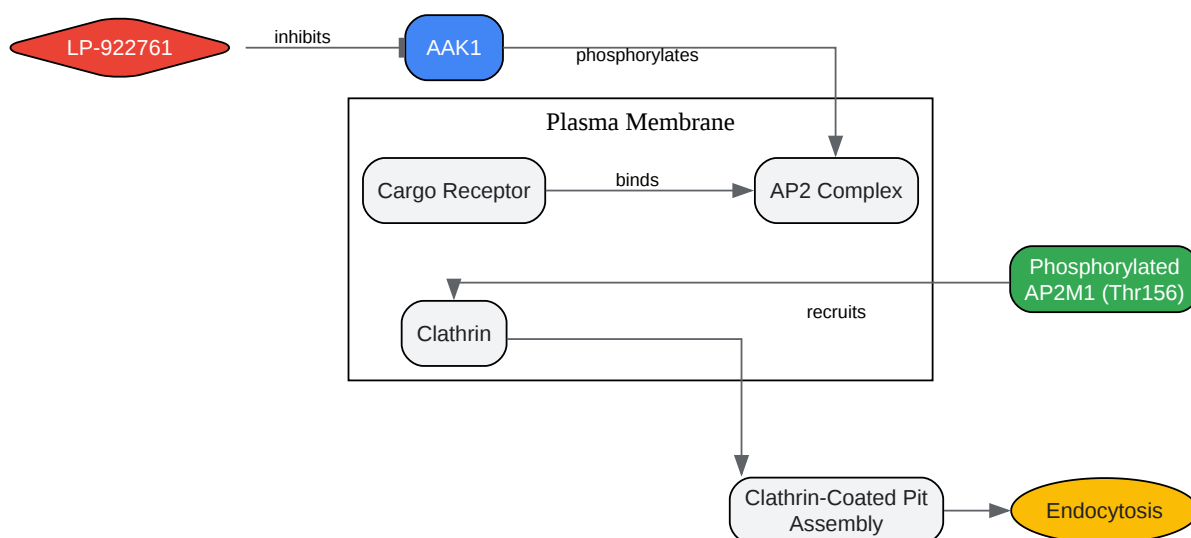 LP-922761
inhibits
AAK1
phosphorylates
Plasma Membrane
Cargo Receptor
binds
AP2 Complex
Phosphorylated
AP2M1 (Thr156)
recruits
Clathrin
Clathrin-Coated Pit
Assembly
Endocytosis